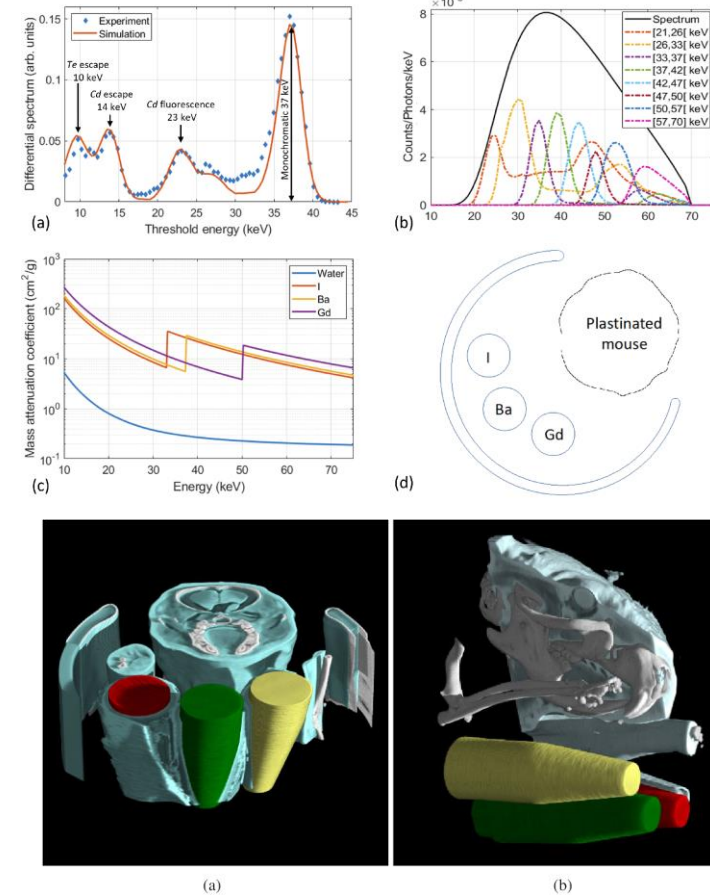 Differential spectrum (arb. units)
0.15
0.10
0.05
0
Experiment
Simulation
Te escape
10 keV
Cd escape
14 keV
Cd fluorescence
23 keV
Monochromatic 37 keV
10 15 20 25 30 35 40 45
Threshold energy (keV)
(a)
Counts/Photons/keV
8
6
4
2
0
Spectrum
[21,26[ keV
[26,33[ keV
[33,37[ keV
[37,42[ keV
[42,47[ keV
[47,50[ keV
[50,57[ keV
[57,70[ keV
10 20 30 40 50 60 70
(b)
Mass attenuation coefficient (cm²/g)
10⁴
10³
10²
10¹
10⁰
10⁻¹
Water
I
Ba
Gd
10 20 30 40 50 60 70
Energy (keV)
(c)
Plastinated
mouse
I
Ba
Gd
(d)
(a)
(b)